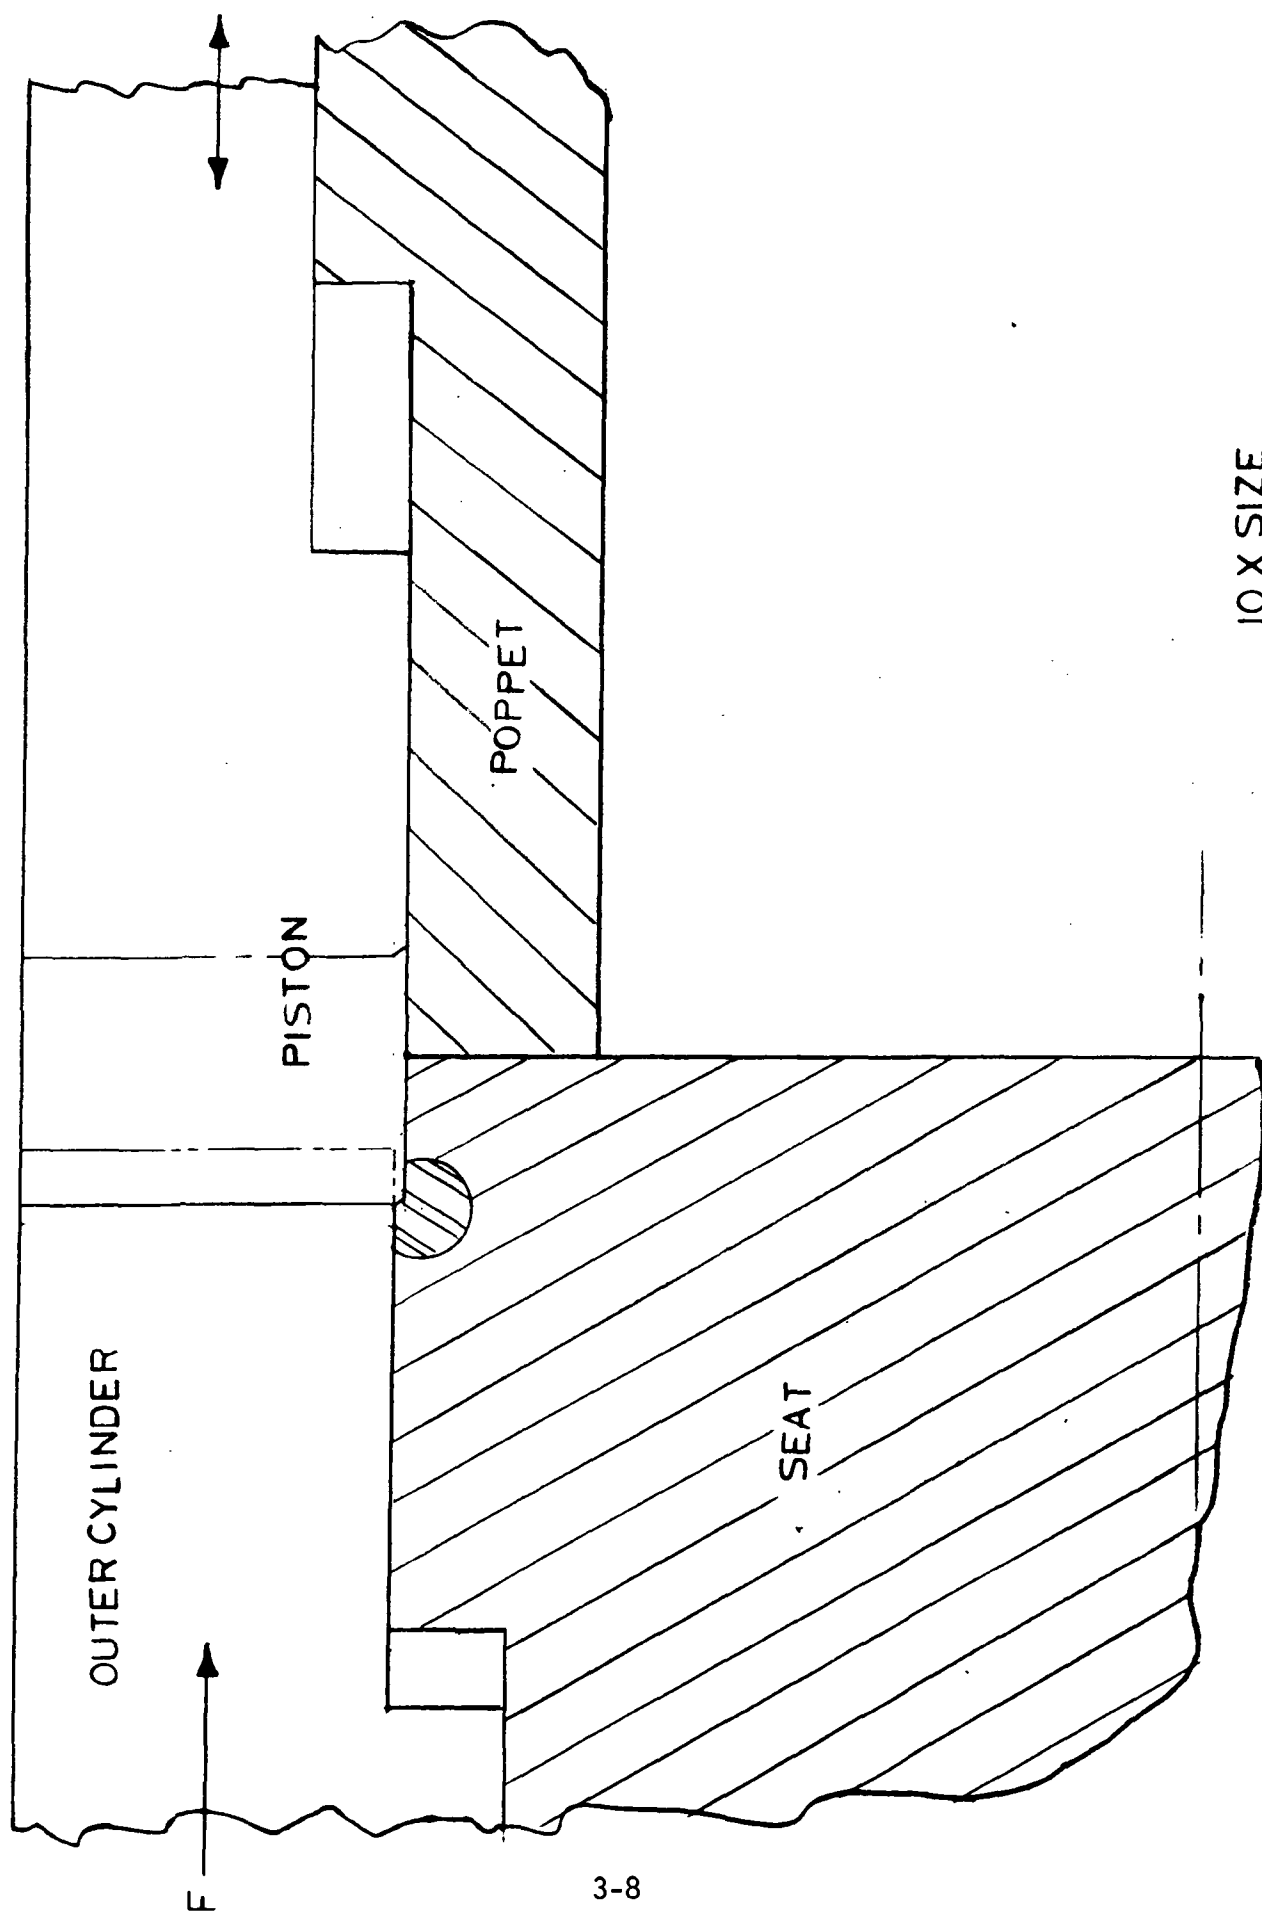 OUTER CYLINDER
PISTON
POPPET
SEAT
F
10 X SIZE
3-8